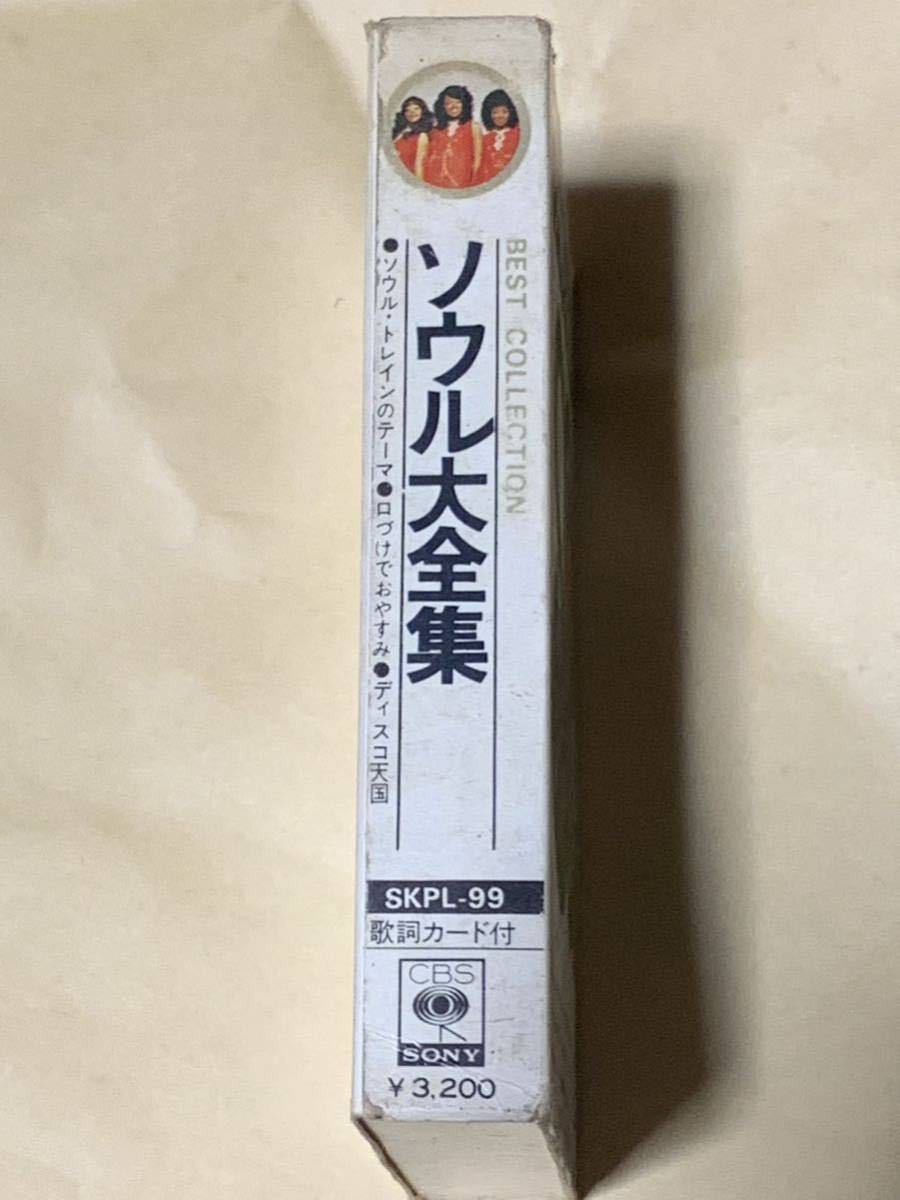 BEST COLLECTION
ソウル大全集
●ソウル・トレインのテーマ●口づけでおやすみ●ディスコ天国
SKPL-99
歌詞カード付
CBS
SONY
¥3,200